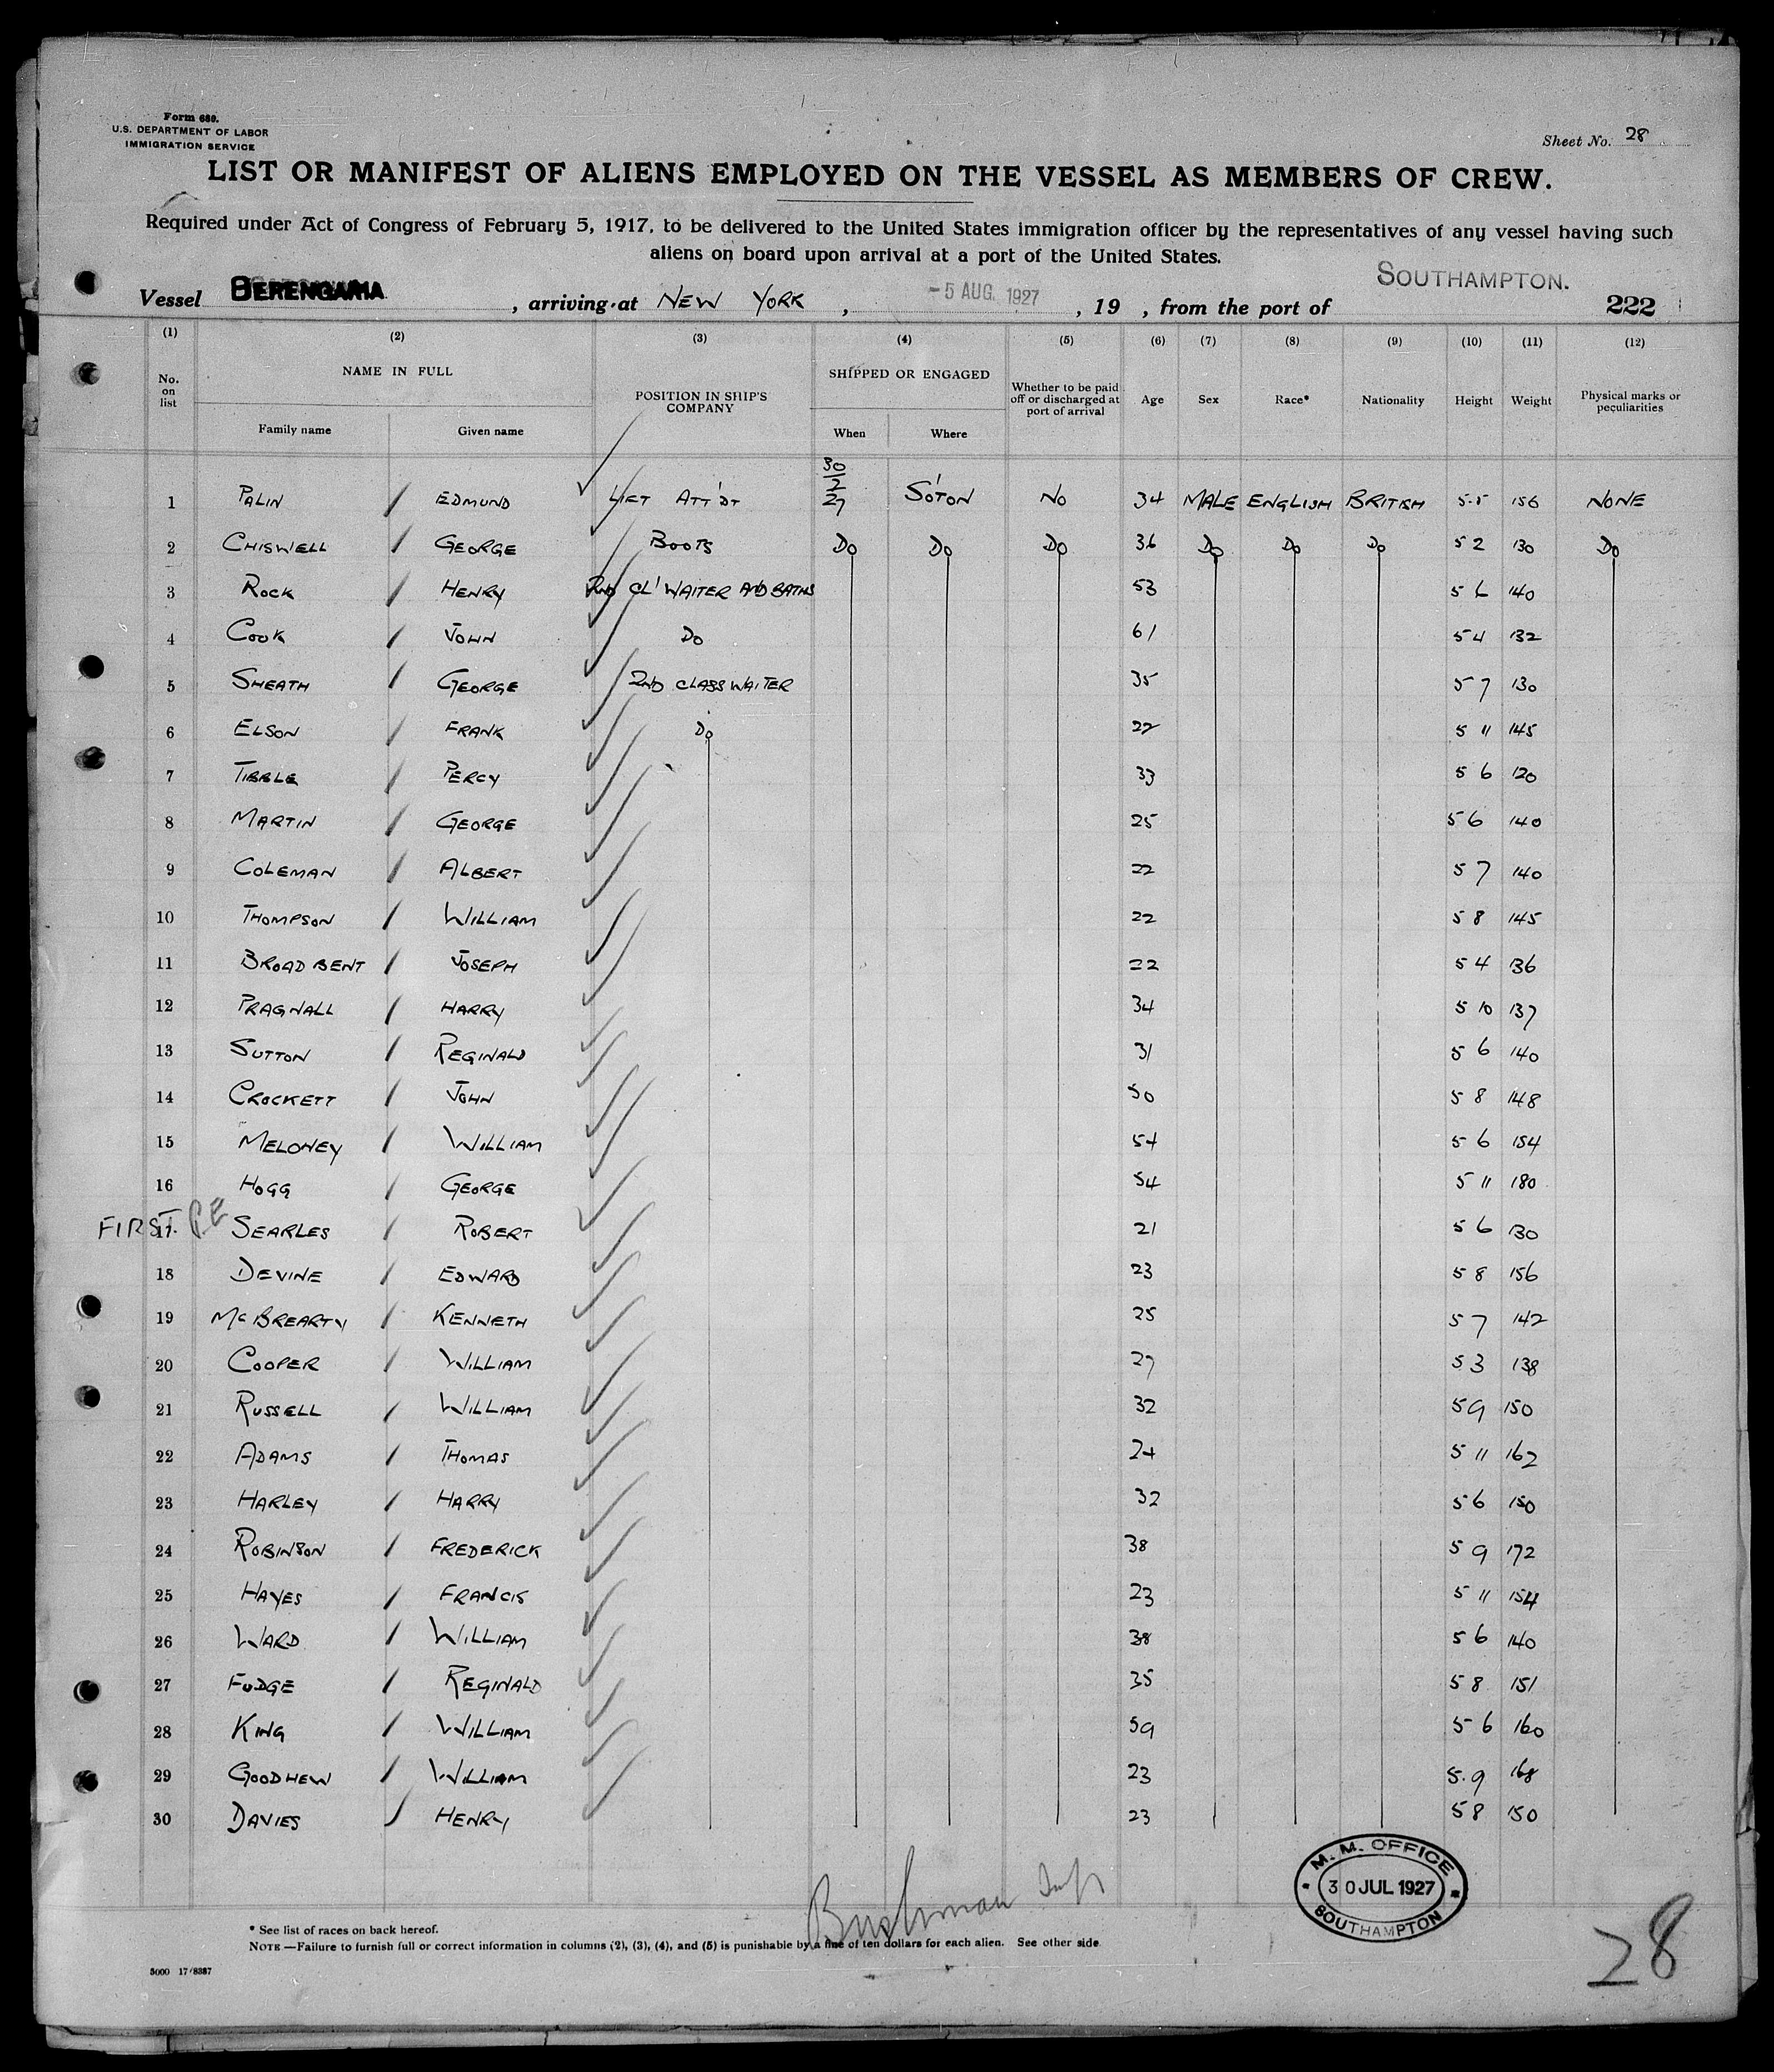 Form 680.
U.S. DEPARTMENT OF LABOR
IMMIGRATION SERVICE
Sheet No. 28
LIST OR MANIFEST OF ALIENS EMPLOYED ON THE VESSEL AS MEMBERS OF CREW.
Required under Act of Congress of February 5, 1917, to be delivered to the United States immigration officer by the representatives of any vessel having such
aliens on board upon arrival at a port of the United States.
Vessel BERENGARIA, arriving at NEW YORK, -5 AUG. 1927, 19 , from the port of SOUTHAMPTON. 222
(1) (2) (3) (4) (5) (6) (7) (8) (9) (10) (11) (12)
No. on list NAME IN FULL POSITION IN SHIP'S COMPANY SHIPPED OR ENGAGED Whether to be paid off or discharged at port of arrival Age Sex Race* Nationality Height Weight Physical marks or peculiarities
Family name Given name When Where
1 PALIN EDMUND LIFT ATT'DT 30/7/27 SO'TON NO 34 MALE ENGLISH BRITISH 5.5 156 NONE
2 CHISWELL GEORGE BOOTS DO DO DO 36 DO DO DO 5 2 130 DO
3 ROCK HENRY 2ND CL' WAITER AND BATHS 53 5 6 140
4 COOK JOHN DO 61 5 4 132
5 SHEATH GEORGE 2ND CLASS WAITER 35 5 7 130
6 ELSON FRANK DO 22 5 11 145
7 TIBBLE PERCY 33 5 6 120
8 MARTIN GEORGE 25 5 6 140
9 COLEMAN ALBERT 22 5 7 140
10 THOMPSON WILLIAM 22 5 8 145
11 BROADBENT JOSEPH 22 5 4 136
12 PRAGNALL HARRY 34 5 10 137
13 SUTTON REGINALD 31 5 6 140
14 CROCKETT JOHN 50 5 8 148
15 MELONEY WILLIAM 54 5 6 154
16 HOGG GEORGE 54 5 11 180
FIRST. P.E 17 SEARLES ROBERT 21 5 6 130
18 DEVINE EDWARD 23 5 8 156
19 McBREARTY KENNETH 25 5 7 142
20 COOPER WILLIAM 27 5 3 138
21 RUSSELL WILLIAM 32 5 9 150
22 ADAMS THOMAS 24 5 11 162
23 HARLEY HARRY 32 5 6 150
24 ROBINSON FREDERICK 38 5 9 172
25 HAYES FRANCIS 23 5 11 154
26 WARD WILLIAM 38 5 6 140
27 FUDGE REGINALD 35 5 8 151
28 KING WILLIAM 59 5 6 160
29 GOODHEW WILLIAM 23 5.9 168
30 DAVIES HENRY 23 5 8 150
M. M. OFFICE
30 JUL 1927
SOUTHAMPTON
Bushman Insp
* See list of races on back hereof.
NOTE.—Failure to furnish full or correct information in columns (2), (3), (4), and (5) is punishable by a fine of ten dollars for each alien. See other side.
5000 17/8387
28